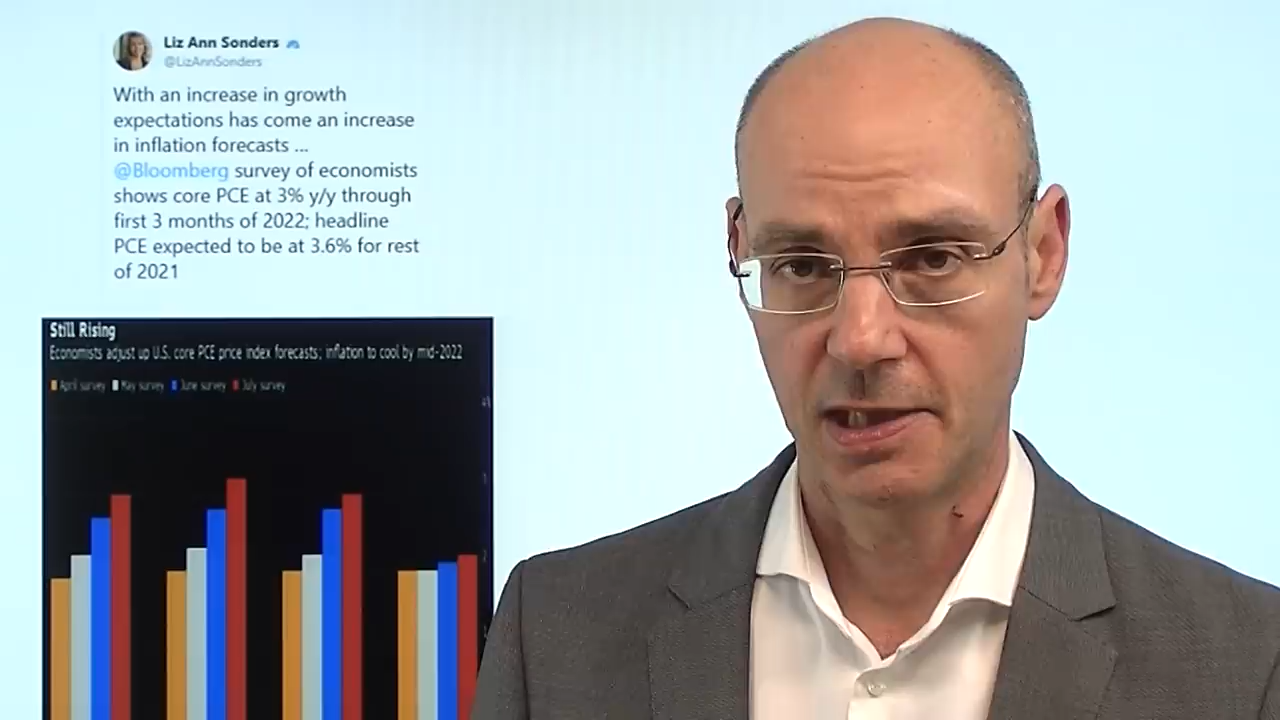 Liz Ann Sonders
@LizAnnSonders
With an increase in growth
expectations has come an increase
in inflation forecasts ...
@Bloomberg survey of economists
shows core PCE at 3% y/y through
first 3 months of 2022; headline
PCE expected to be at 3.6% for rest
of 2021
Still Rising
Economists adjust up U.S. core PCE price index forecasts; inflation to cool by mid-2022
April survey May survey June survey July survey
2